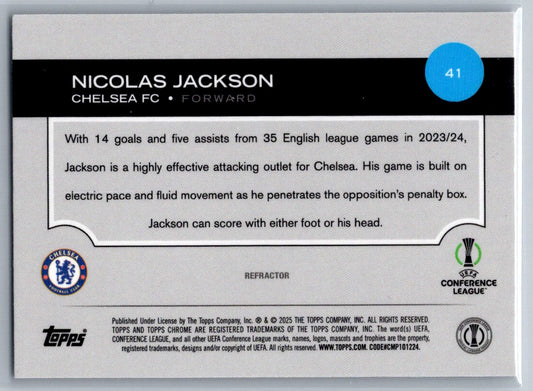 41
NICOLAS JACKSON
CHELSEA FC • FORWARD
With 14 goals and five assists from 35 English league games in 2023/24,
Jackson is a highly effective attacking outlet for Chelsea. His game is built on
electric pace and fluid movement as he penetrates the opposition's penalty box.
Jackson can score with either foot or his head.
CHELSEA
FOOTBALL CLUB
REFRACTOR
UEFA
CONFERENCE
LEAGUE™
Topps
Published Under License by The Topps Company, Inc. ® & © 2025 THE TOPPS COMPANY, INC. ALL RIGHTS RESERVED.
TOPPS AND TOPPS CHROME ARE REGISTERED TRADEMARKS OF THE TOPPS COMPANY, INC. The word(s) UEFA,
CONFERENCE LEAGUE, and all other UEFA Conference League marks, names, logos, mascots and trophies are the property,
registered trademarks, designs and/or copyright of UEFA. All rights reserved. WWW.TOPPS.COM. CODE#CMP101224.